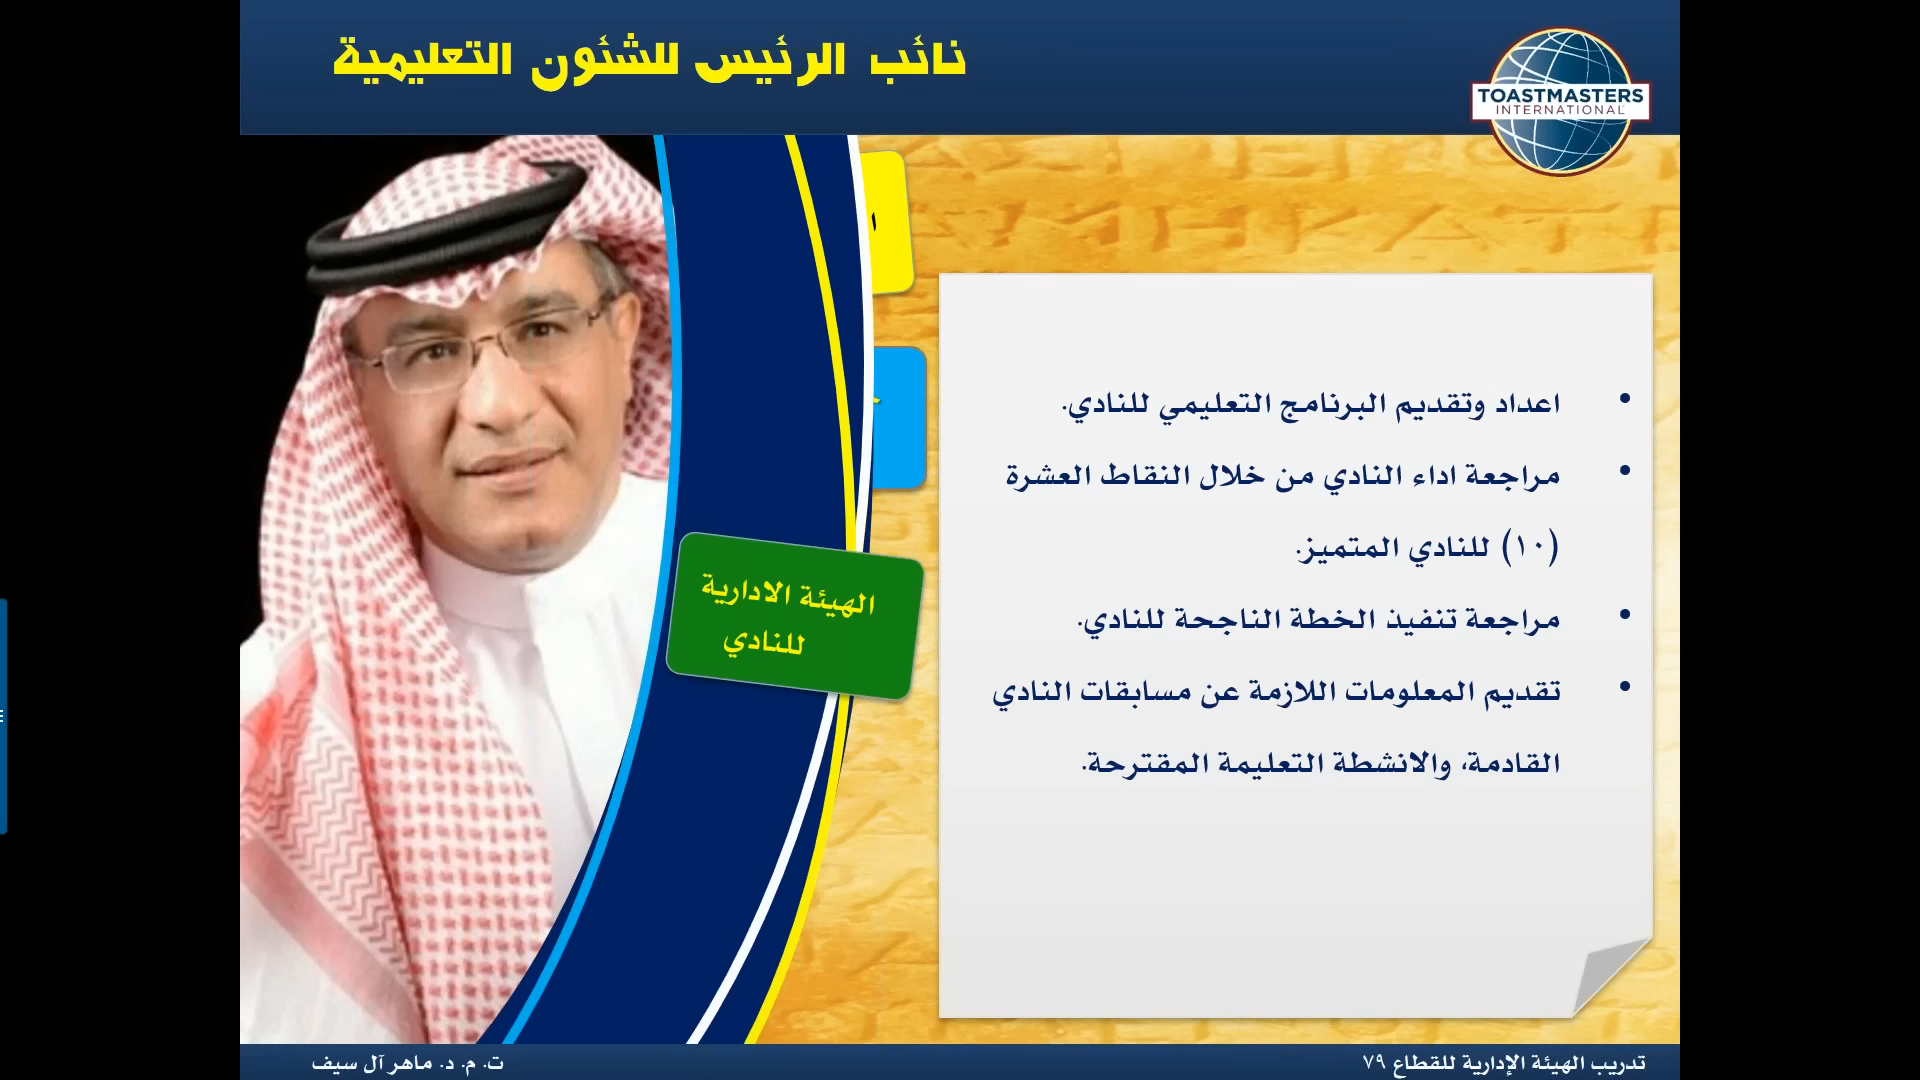 نائب الرئيس للشئون التعليمية
TOASTMASTERS
INTERNATIONAL
• اعداد وتقديم البرنامج التعليمي للنادي.
• مراجعة اداء النادي من خلال النقاط العشرة
(١٠) للنادي المتميز.
• مراجعة تنفيذ الخطة الناجحة للنادي.
• تقديم المعلومات اللازمة عن مسابقات النادي
القادمة، والانشطة التعليمة المقترحة.
الهيئة الادارية
للنادي
تدريب الهيئة الإدارية للقطاع ٧٩
ت. م. د. ماهر آل سيف